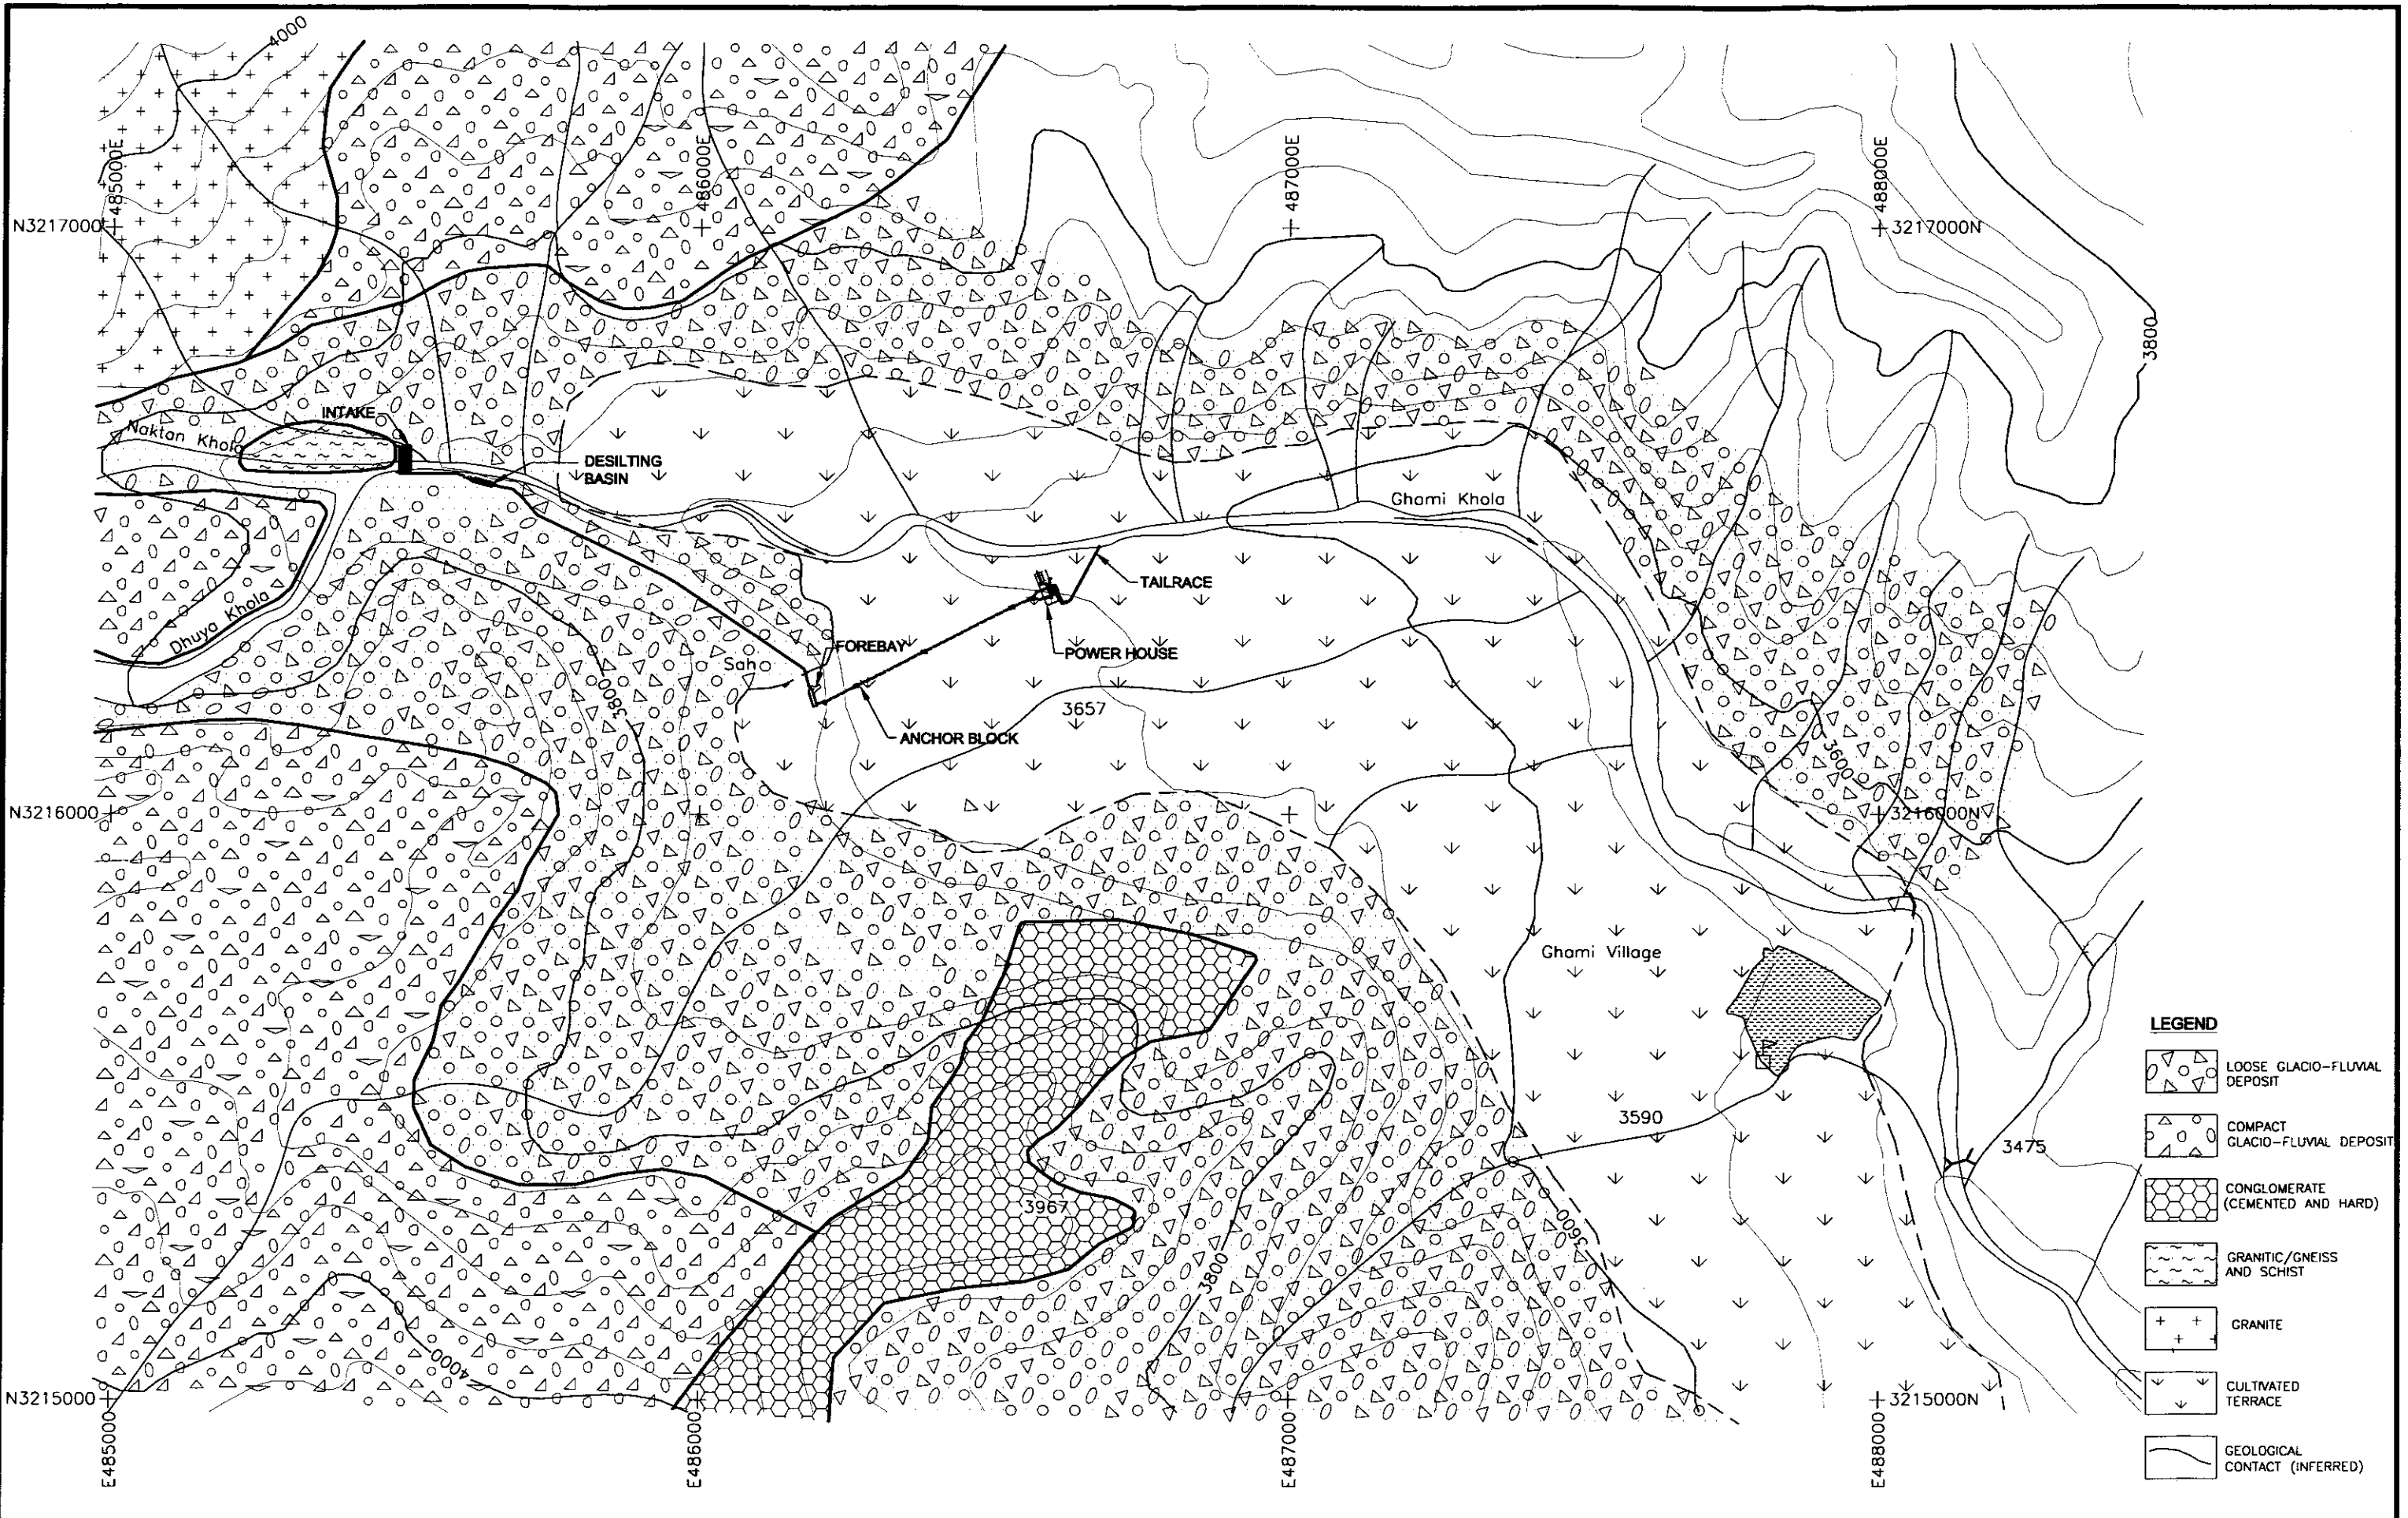 4000
485000E
486000E
487000E
488000E
N3217000
3217000N
3800
INTAKE
Naktan Khola
DESILTING
BASIN
Ghami Khola
TAILRACE
Dhuya Khola
FOREBAY
POWER HOUSE
Saho
3800
3657
ANCHOR BLOCK
3600
N3216000
3216000N
Ghami Village
LEGEND
LOOSE GLACIO-FLUVIAL
DEPOSIT
COMPACT
GLACIO-FLUVIAL DEPOSIT
3590
3475
CONGLOMERATE
(CEMENTED AND HARD)
3967
3600
3800
GRANITIC/GNEISS
AND SCHIST
GRANITE
4000
CULTIVATED
TERRACE
N3215000
3215000N
GEOLOGICAL
CONTACT (INFERRED)
E485000
E486000
E487000
E488000